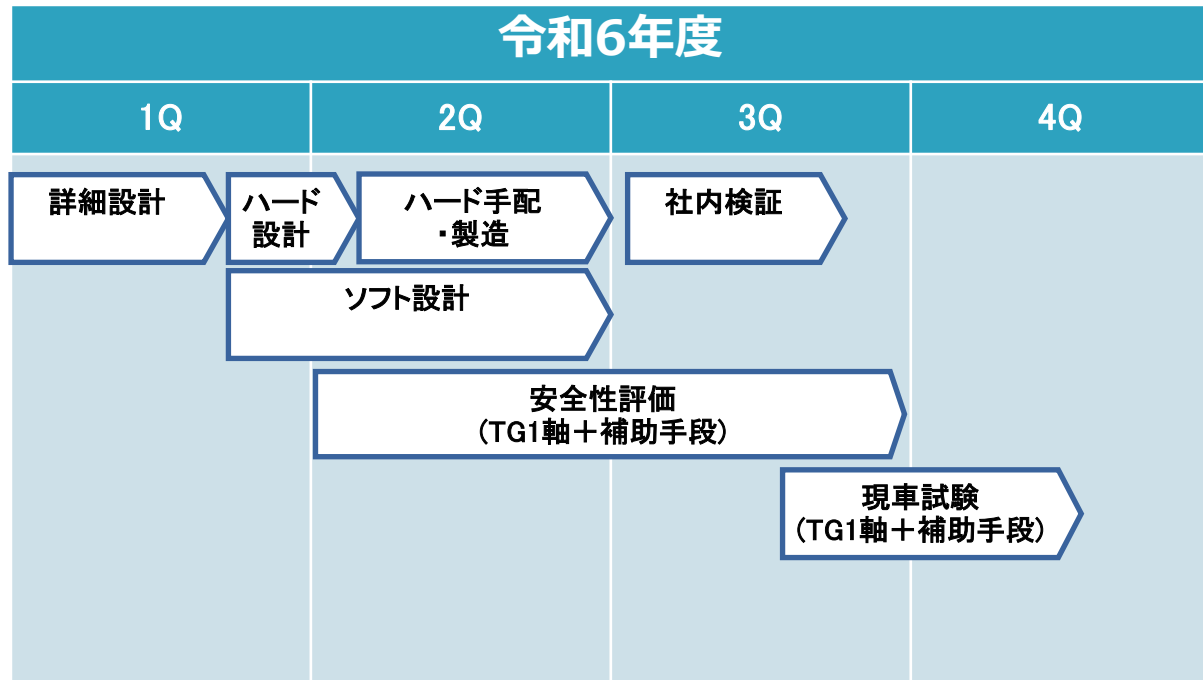 令和6年度
1Q
2Q
3Q
4Q
詳細設計
ハード
設計
ハード手配
・製造
社内検証
ソフト設計
安全性評価
(TG1軸＋補助手段)
現車試験
(TG1軸＋補助手段)